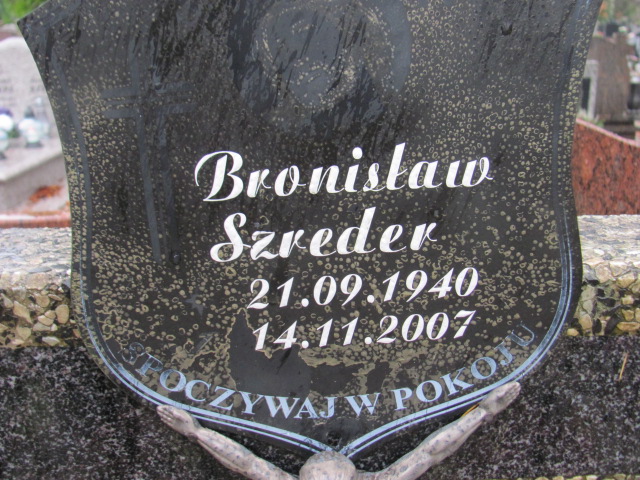 Bronisław
Szreder
21.09.1940
14.11.2007
SPOCZYWAJ W POKOJU